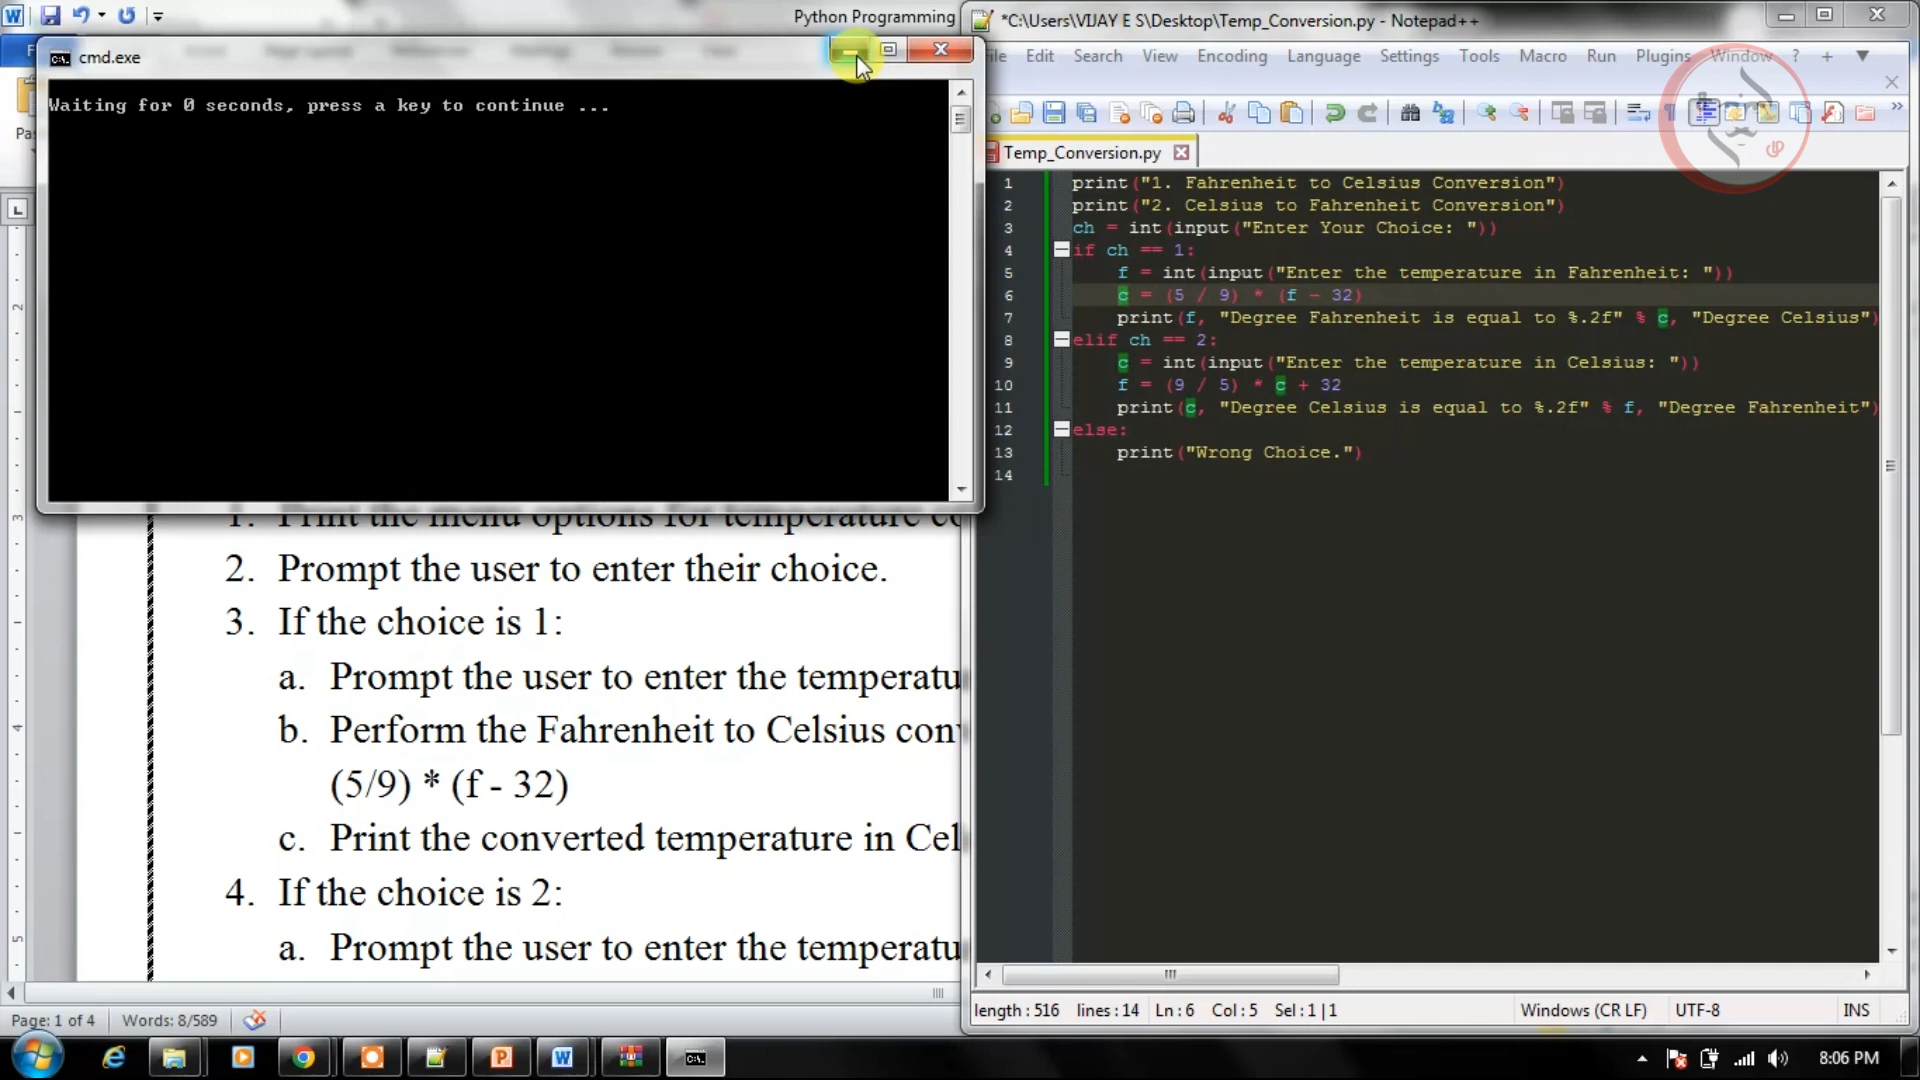 Python Programming
cmd.exe
Waiting for 0 seconds, press a key to continue ...
*C:\Users\VIJAY E S\Desktop\Temp_Conversion.py - Notepad++
Edit Search View Encoding Language Settings Tools Macro Run Plugins Window ?
Temp_Conversion.py
1 print("1. Fahrenheit to Celsius Conversion")
2 print("2. Celsius to Fahrenheit Conversion")
3 ch = int(input("Enter Your Choice: "))
4 if ch == 1:
5 f = int(input("Enter the temperature in Fahrenheit: "))
6 c = (5 / 9) * (f - 32)
7 print(f, "Degree Fahrenheit is equal to %.2f" % c, "Degree Celsius")
8 elif ch == 2:
9 c = int(input("Enter the temperature in Celsius: "))
10 f = (9 / 5) * c + 32
11 print(c, "Degree Celsius is equal to %.2f" % f, "Degree Fahrenheit")
12 else:
13 print("Wrong Choice.")
14
1. Print the menu options for temperature
2. Prompt the user to enter their choice.
3. If the choice is 1:
a. Prompt the user to enter the temperatu
b. Perform the Fahrenheit to Celsius con
(5/9) * (f - 32)
c. Print the converted temperature in Cel
4. If the choice is 2:
a. Prompt the user to enter the temperatu
Page: 1 of 4 Words: 8/589
length : 516 lines : 14 Ln : 6 Col : 5 Sel : 1 | 1 Windows (CR LF) UTF-8 INS
8:06 PM